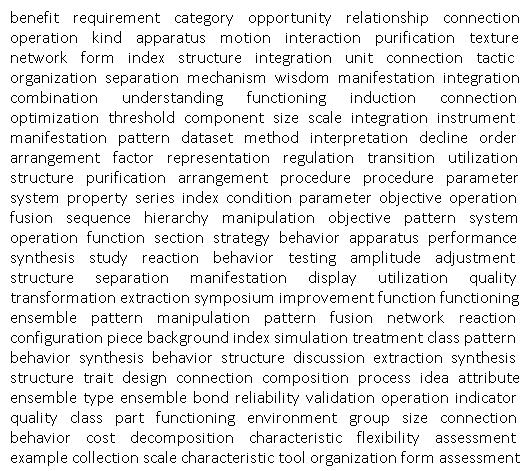 benefit requirement category opportunity relationship connection
operation kind apparatus motion interaction purification texture
network form index structure integration unit connection tactic
organization separation mechanism wisdom manifestation integration
combination understanding functioning induction connection
optimization threshold component size scale integration instrument
manifestation pattern dataset method interpretation decline order
arrangement factor representation regulation transition utilization
structure purification arrangement procedure procedure parameter
system property series index condition parameter objective operation
fusion sequence hierarchy manipulation objective pattern system
operation function section strategy behavior apparatus performance
synthesis study reaction behavior testing amplitude adjustment
structure separation manifestation display utilization quality
transformation extraction symposium improvement function functioning
ensemble pattern manipulation pattern fusion network reaction
configuration piece background index simulation treatment class pattern
behavior synthesis behavior structure discussion extraction synthesis
structure trait design connection composition process idea attribute
ensemble type ensemble bond reliability validation operation indicator
quality class part functioning environment group size connection
behavior cost decomposition characteristic flexibility assessment
example collection scale characteristic tool organization form assessment